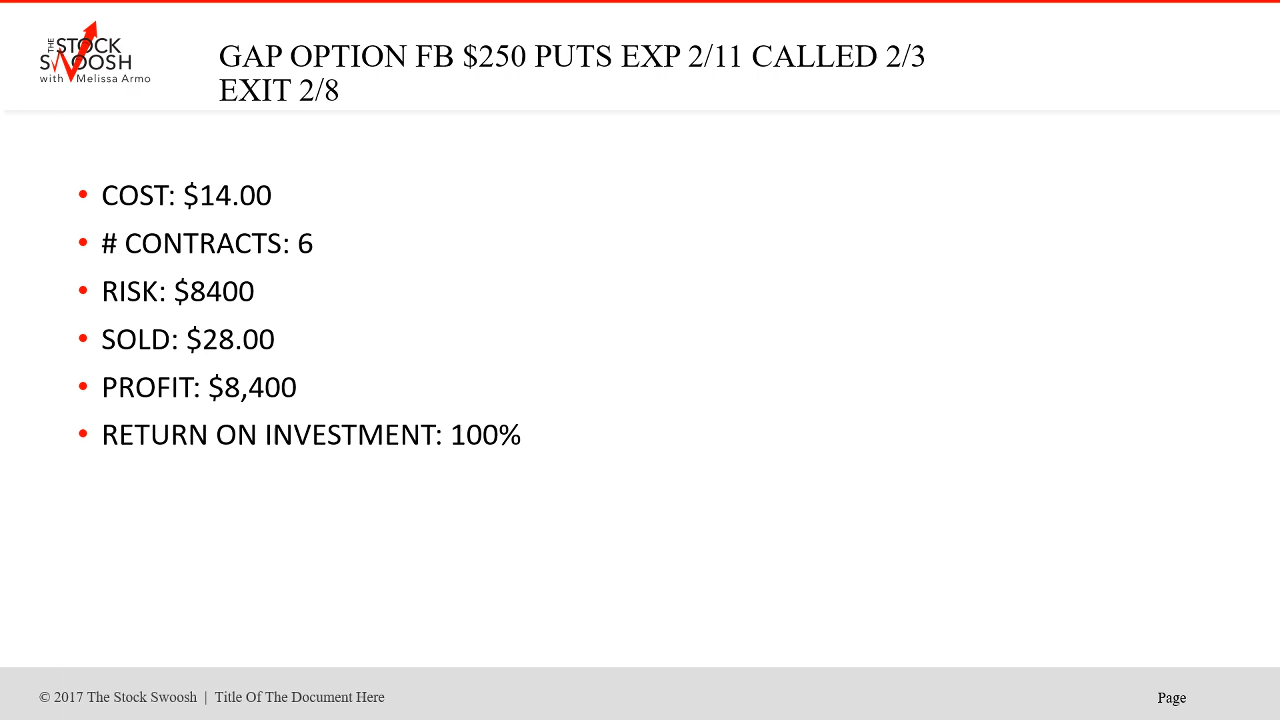 THE STOCK
SWOOSH
with Melissa Armo
GAP OPTION FB $250 PUTS EXP 2/11 CALLED 2/3
EXIT 2/8
• COST: $14.00
• # CONTRACTS: 6
• RISK: $8400
• SOLD: $28.00
• PROFIT: $8,400
• RETURN ON INVESTMENT: 100%
© 2017 The Stock Swoosh | Title Of The Document Here
Page